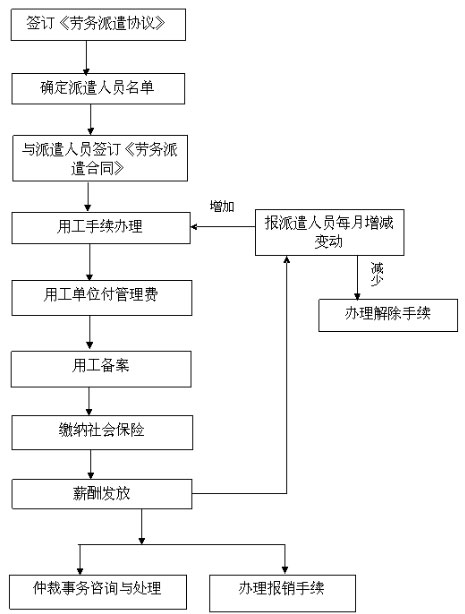 签订《劳务派遣协议》
确定派遣人员名单
与派遣人员签订《劳务派
遣合同》
增加
用工手续办理
报派遣人员每月增减
变动
减少
用工单位付管理费
办理解除手续
用工备案
缴纳社会保险
薪酬发放
仲裁事务咨询与处理
办理报销手续